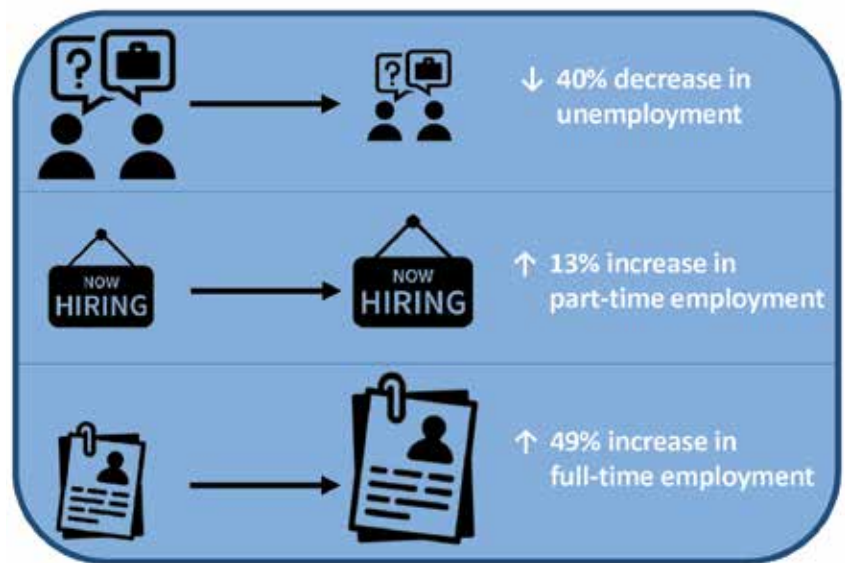 ?
?
↓ 40% decrease in
unemployment
NOW
HIRING
NOW
HIRING
↑ 13% increase in
part-time employment
↑ 49% increase in
full-time employment